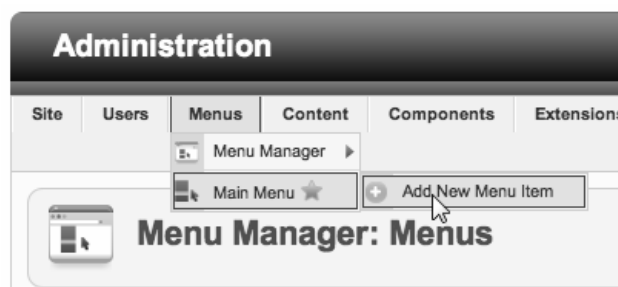 Administration
Site Users Menus Content Components Extensions
Menu Manager
Main Menu Add New Menu Item
Menu Manager: Menus